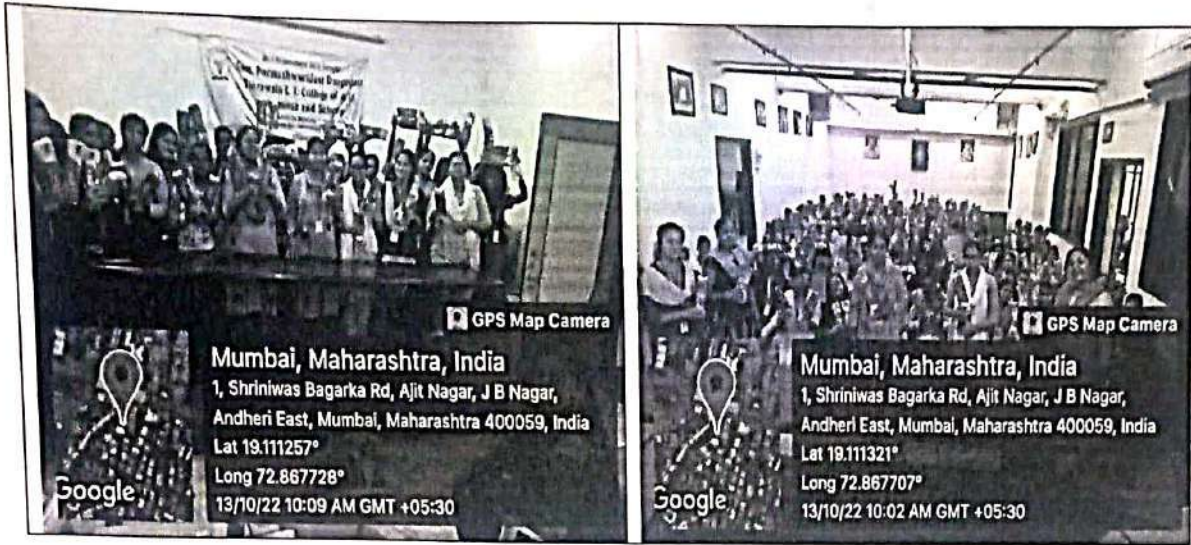 College of
GPS Map Camera
Mumbai, Maharashtra, India
1, Shriniwas Bagarka Rd, Ajit Nagar, J B Nagar,
Andheri East, Mumbai, Maharashtra 400059, India
Lat 19.111257°
Long 72.867728°
13/10/22 10:09 AM GMT +05:30
Google
GPS Map Camera
Mumbai, Maharashtra, India
1, Shriniwas Bagarka Rd, Ajit Nagar, J B Nagar,
Andheri East, Mumbai, Maharashtra 400059, India
Lat 19.111321°
Long 72.867707°
13/10/22 10:02 AM GMT +05:30
Google